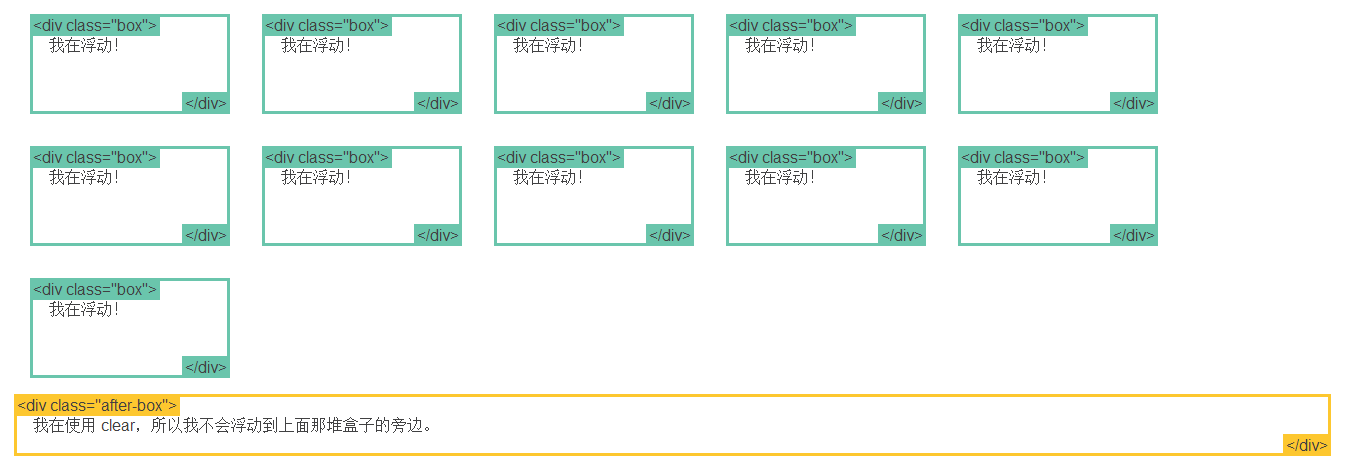 <div class="box"> <div class="box"> <div class="box"> <div class="box"> <div class="box">
我在浮动！ 我在浮动！ 我在浮动！ 我在浮动！ 我在浮动！
</div> </div> </div> </div> </div>
<div class="box"> <div class="box"> <div class="box"> <div class="box"> <div class="box">
我在浮动！ 我在浮动！ 我在浮动！ 我在浮动！ 我在浮动！
</div> </div> </div> </div> </div>
<div class="box">
我在浮动！
</div>
<div class="after-box">
我在使用 clear，所以我不会浮动到上面那堆盒子的旁边。
</div>